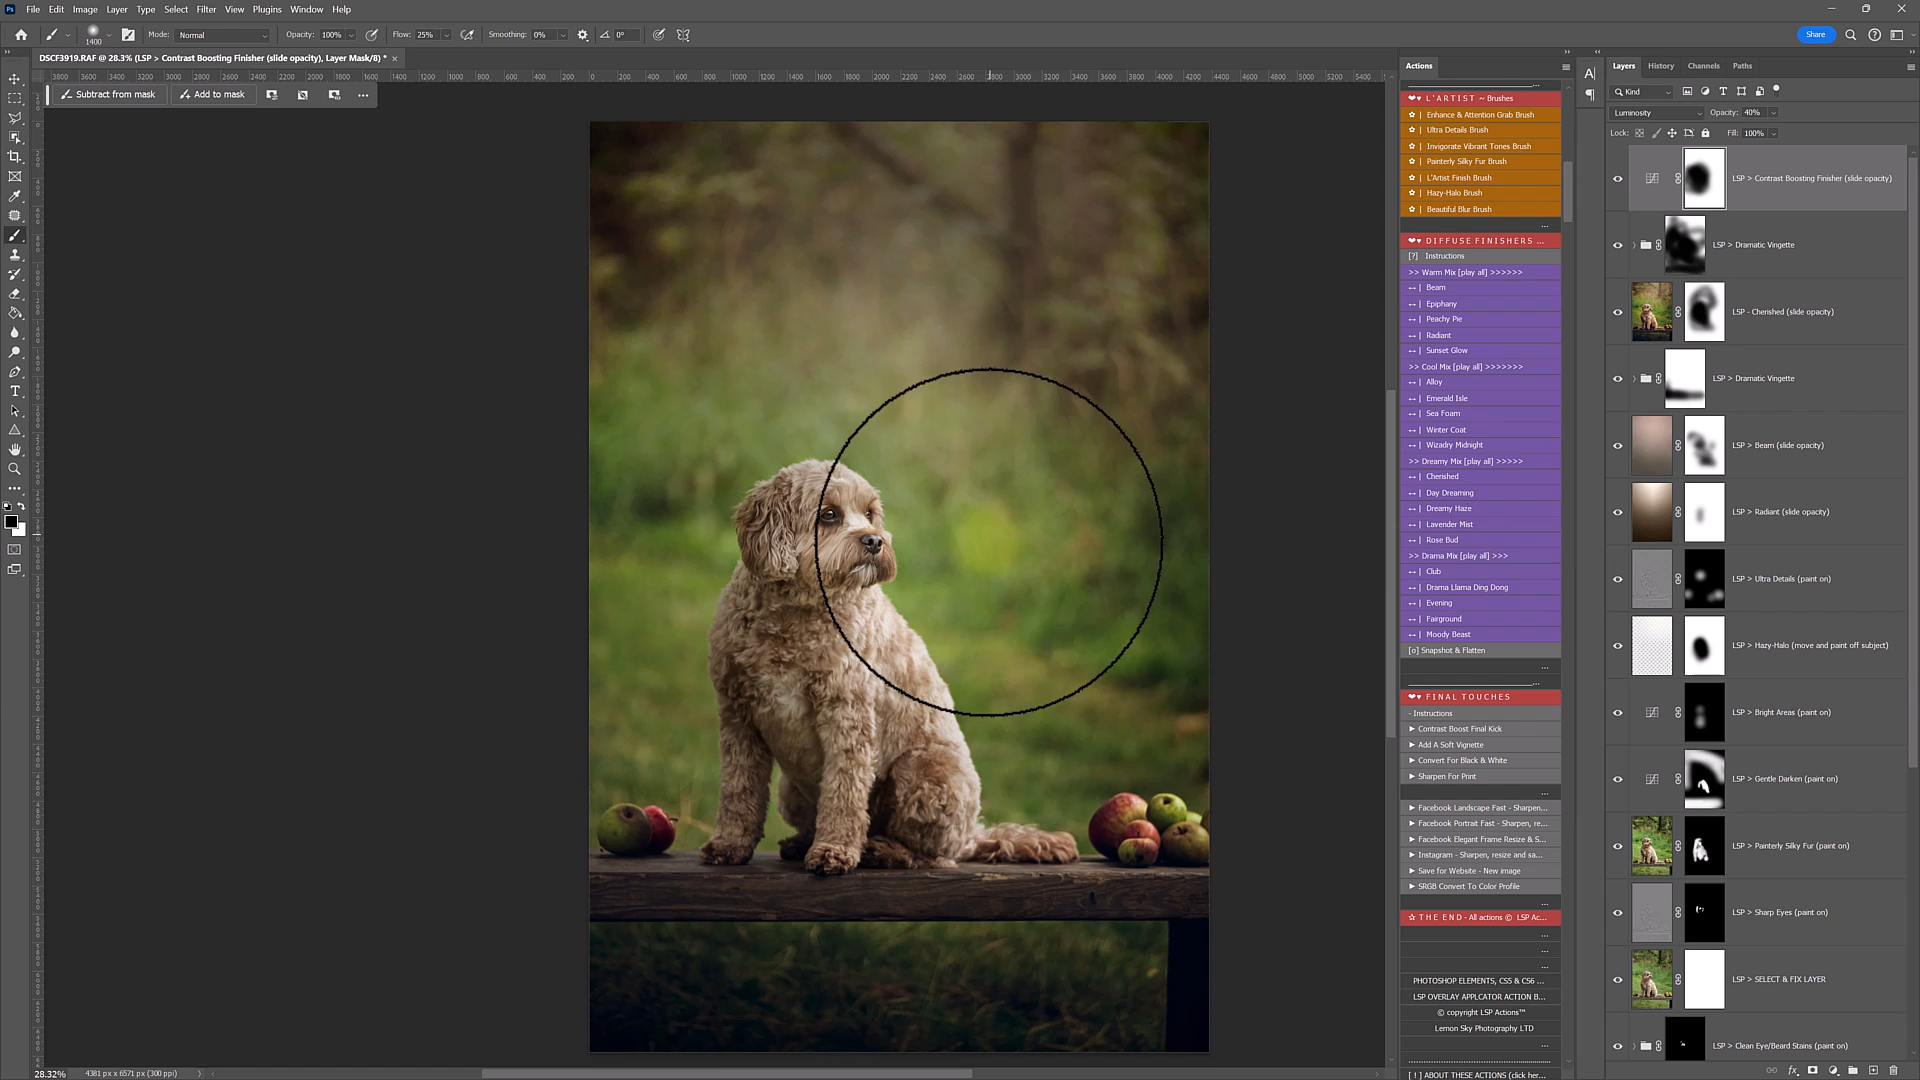 File Edit Image Layer Type Select Filter View Plugins Window Help
1400 Mode: Normal Opacity: 100% Flow: 25% Smoothing: 0% 0° Share
DSCF3919.RAF @ 28.3% (LSP > Contrast Boosting Finisher (slide opacity), Layer Mask/8) *
Subtract from mask Add to mask
Actions
L'ARTIST ~ Brushes
Enhance & Attention Grab Brush
Ultra Details Brush
Invigorate Vibrant Tones Brush
Painterly Silky Fur Brush
L'Artist Finish Brush
Hazy-Halo Brush
Beautiful Blur Brush
...
DIFFUSE FINISHERS ...
[?] Instructions
>> Warm Mix [play all] >>>>>>
Beam
Epiphany
Peachy Pie
Radiant
Sunset Glow
>> Cool Mix [play all] >>>>>>>
Alloy
Emerald Isle
Sea Foam
Winter Coat
Wizadry Midnight
>> Dreamy Mix [play all] >>>>>
Cherished
Day Dreaming
Dreamy Haze
Lavender Mist
Rose Bud
>> Drama Mix [play all] >>>
Club
Drama Llama Ding Dong
Evening
Fairground
Moody Beast
[o] Snapshot & Flatten
...
FINAL TOUCHES
- Instructions
Contrast Boost Final Kick
Add A Soft Vignette
Convert For Black & White
Sharpen For Print
...
Facebook Landscape Fast - Sharpen...
Facebook Portrait Fast - Sharpen, re...
Facebook Elegant Frame Resize & S...
Instagram - Sharpen, resize and sa...
Save for Website - New image
SRGB Convert To Color Profile
...
THE END - All actions © LSP Ac...
...
PHOTOSHOP ELEMENTS, CS5 & CS6 ...
LSP OVERLAY APPLCATOR ACTION B...
© copyright LSP Actions™
Lemon Sky Photography LTD
...
[ ! ] ABOUT THESE ACTIONS (click her...
Layers History Channels Paths
Kind
Luminosity Opacity: 40%
Lock: Fill: 100%
LSP > Contrast Boosting Finisher (slide opacity)
LSP > Dramatic Vingette
LSP - Cherished (slide opacity)
LSP > Dramatic Vingette
LSP > Beam (slide opacity)
LSP > Radiant (slide opacity)
LSP > Ultra Details (paint on)
LSP > Hazy-Halo (move and paint off subject)
LSP > Bright Areas (paint on)
LSP > Gentle Darken (paint on)
LSP > Painterly Silky Fur (paint on)
LSP > Sharp Eyes (paint on)
LSP > SELECT & FIX LAYER
LSP > Clean Eye/Beard Stains (paint on)
28.32% 4381 px x 6571 px (300 ppi)